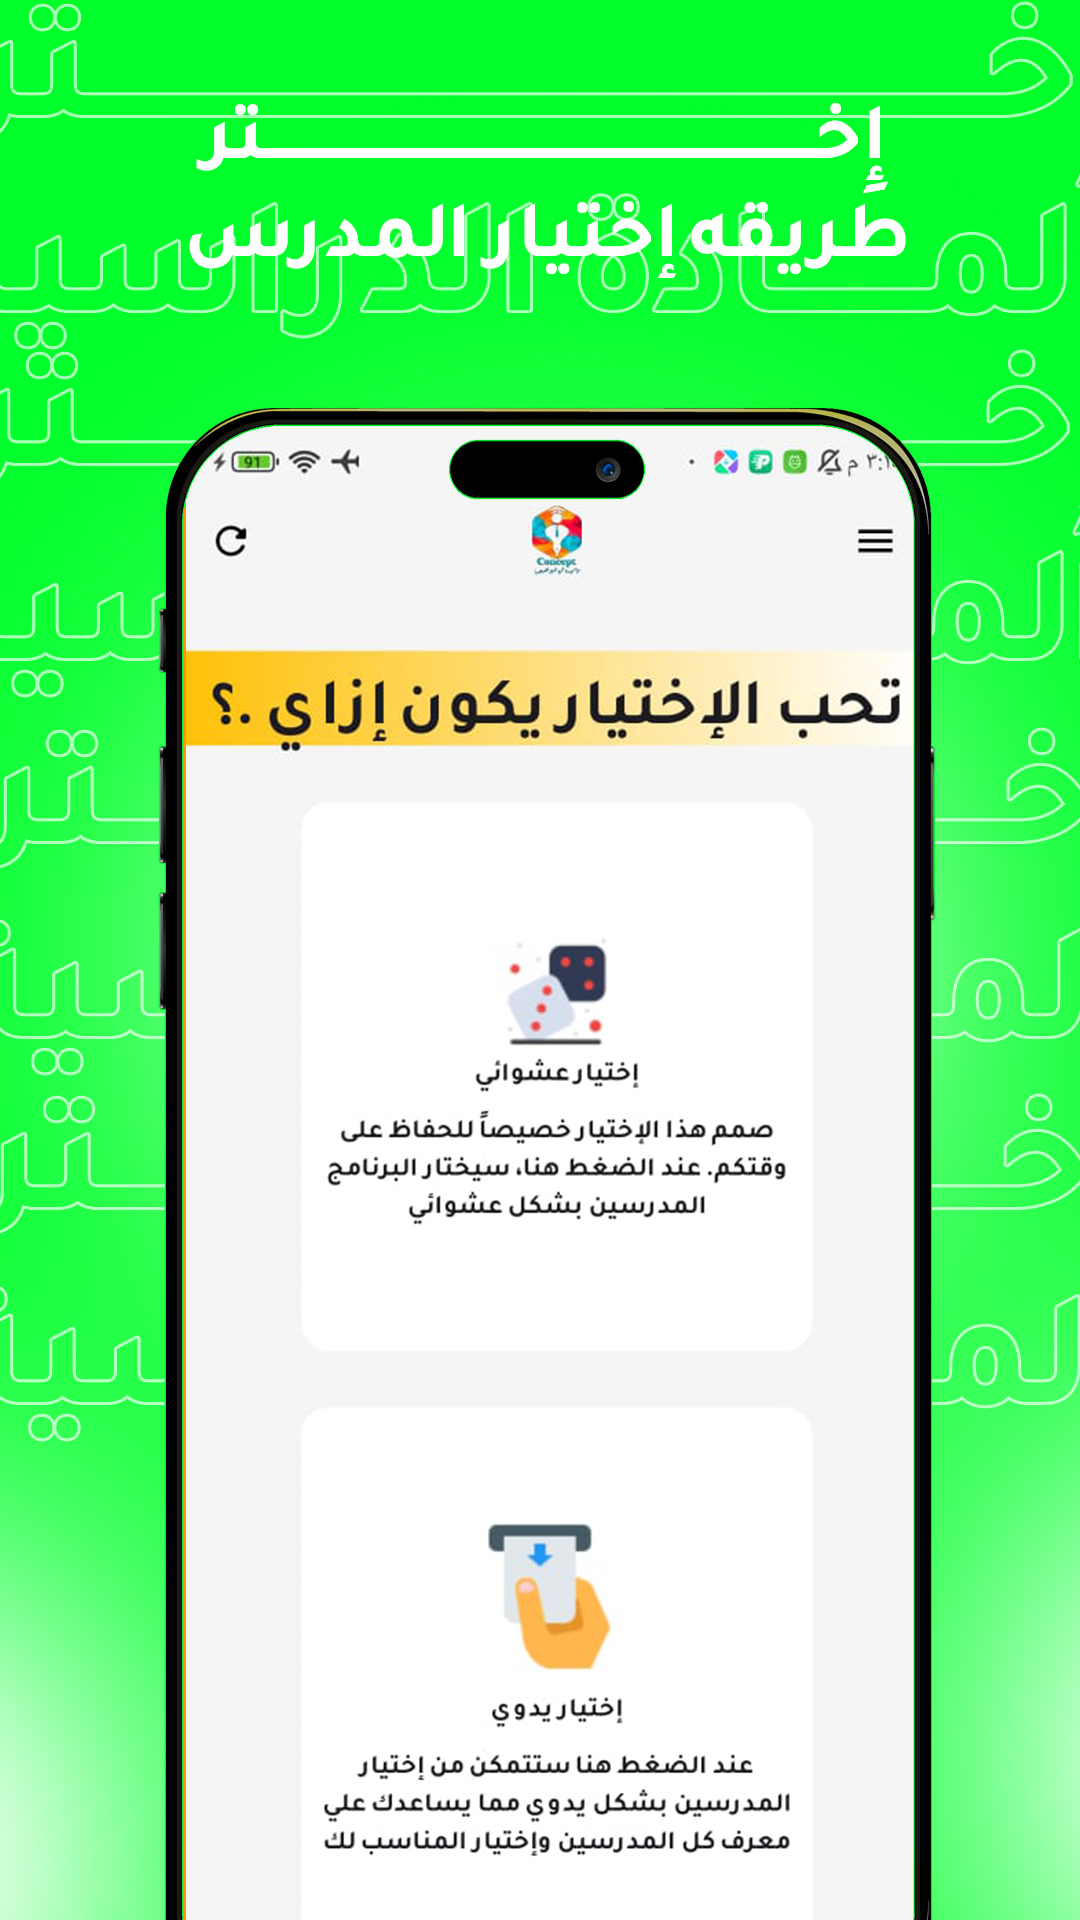 إِختر
طريقه إختيار المدرس
91
٣:١
Concept
تحب الإختيار يكون إزاي .؟
إختيار عشوائي
صمم هذا الإختيار خصيصاً للحفاظ على
وقتكم. عند الضغط هنا، سيختار البرنامج
المدرسين بشكل عشوائي
إختيار يدوي
عند الضغط هنا ستتمكن من إختيار
المدرسين بشكل يدوي مما يساعدك علي
معرف كل المدرسين وإختيار المناسب لك